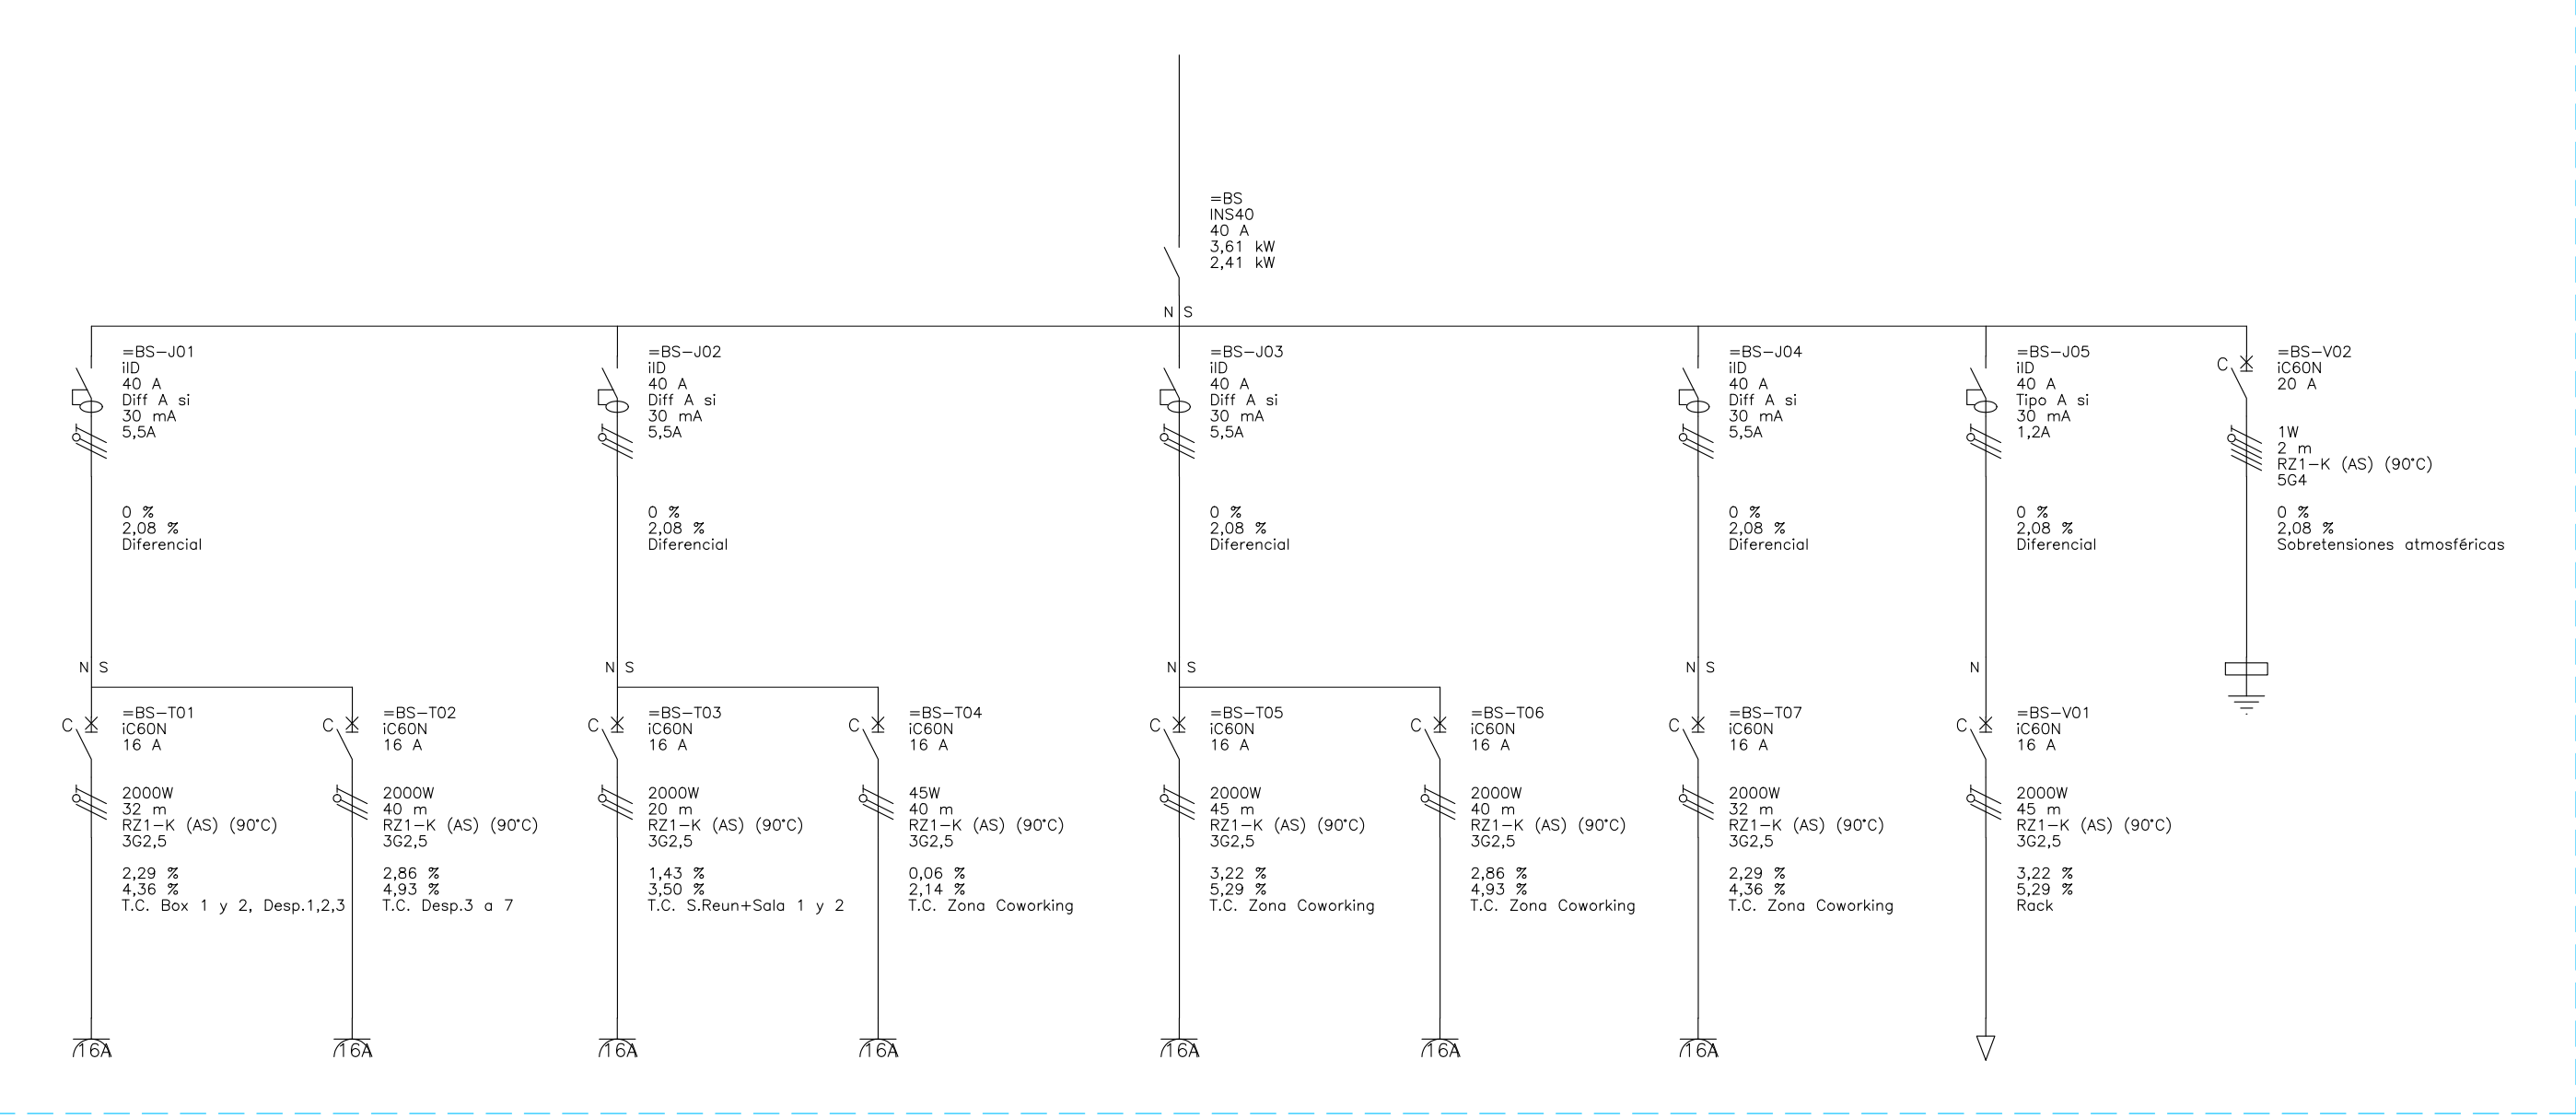 =BS
INS40
40 A
3,61 kW
2,41 kW
N S
=BS-J01
iID
40 A
Diff A si
30 mA
5,5A
0 %
2,08 %
Diferencial
=BS-J02
iID
40 A
Diff A si
30 mA
5,5A
0 %
2,08 %
Diferencial
=BS-J03
iID
40 A
Diff A si
30 mA
5,5A
0 %
2,08 %
Diferencial
=BS-J04
iID
40 A
Diff A si
30 mA
5,5A
0 %
2,08 %
Diferencial
=BS-J05
iID
40 A
Tipo A si
30 mA
1,2A
0 %
2,08 %
Diferencial
C
=BS-V02
iC60N
20 A
1W
2 m
RZ1-K (AS) (90°C)
5G4
0 %
2,08 %
Sobretensiones atmosféricas
N S
N S
N S
N S
N
C
=BS-T01
iC60N
16 A
2000W
32 m
RZ1-K (AS) (90°C)
3G2,5
2,29 %
4,36 %
T.C. Box 1 y 2, Desp.1,2,3
16A
C
=BS-T02
iC60N
16 A
2000W
40 m
RZ1-K (AS) (90°C)
3G2,5
2,86 %
4,93 %
T.C. Desp.3 a 7
16A
C
=BS-T03
iC60N
16 A
2000W
20 m
RZ1-K (AS) (90°C)
3G2,5
1,43 %
3,50 %
T.C. S.Reun+Sala 1 y 2
16A
C
=BS-T04
iC60N
16 A
45W
40 m
RZ1-K (AS) (90°C)
3G2,5
0,06 %
2,14 %
T.C. Zona Coworking
16A
C
=BS-T05
iC60N
16 A
2000W
45 m
RZ1-K (AS) (90°C)
3G2,5
3,22 %
5,29 %
T.C. Zona Coworking
16A
C
=BS-T06
iC60N
16 A
2000W
40 m
RZ1-K (AS) (90°C)
3G2,5
2,86 %
4,93 %
T.C. Zona Coworking
16A
C
=BS-T07
iC60N
16 A
2000W
32 m
RZ1-K (AS) (90°C)
3G2,5
2,29 %
4,36 %
T.C. Zona Coworking
16A
C
=BS-V01
iC60N
16 A
2000W
45 m
RZ1-K (AS) (90°C)
3G2,5
3,22 %
5,29 %
Rack